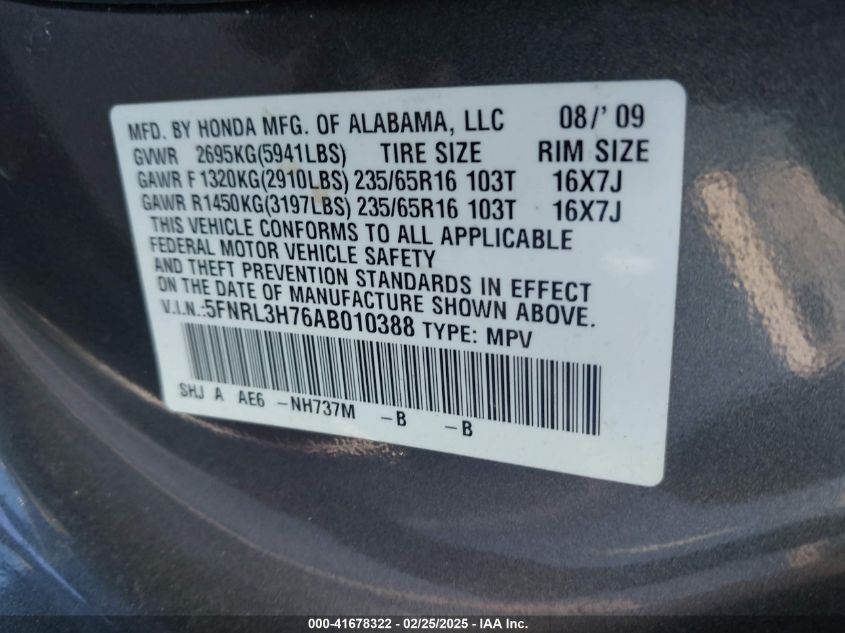 MFD. BY HONDA MFG. OF ALABAMA, LLC 08/' 09
GVWR 2695KG(5941LBS) TIRE SIZE RIM SIZE
GAWR F1320KG(2910LBS) 235/65R16 103T 16X7J
GAWR R1450KG(3197LBS) 235/65R16 103T 16X7J
THIS VEHICLE CONFORMS TO ALL APPLICABLE
FEDERAL MOTOR VEHICLE SAFETY
AND THEFT PREVENTION STANDARDS IN EFFECT
ON THE DATE OF MANUFACTURE SHOWN ABOVE.
V.I.N.:5FNRL3H76AB010388 TYPE: MPV
SHJ A AE6 -NH737M -B -B
000-41678322 - 02/25/2025 - IAA Inc.